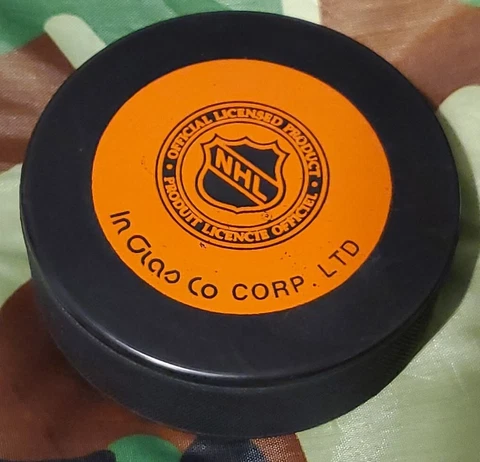 OFFICIAL LICENSED PRODUCT
NHL
• PRODUIT LICENCIE OFFICIEL •
In Glas Co CORP. LTD